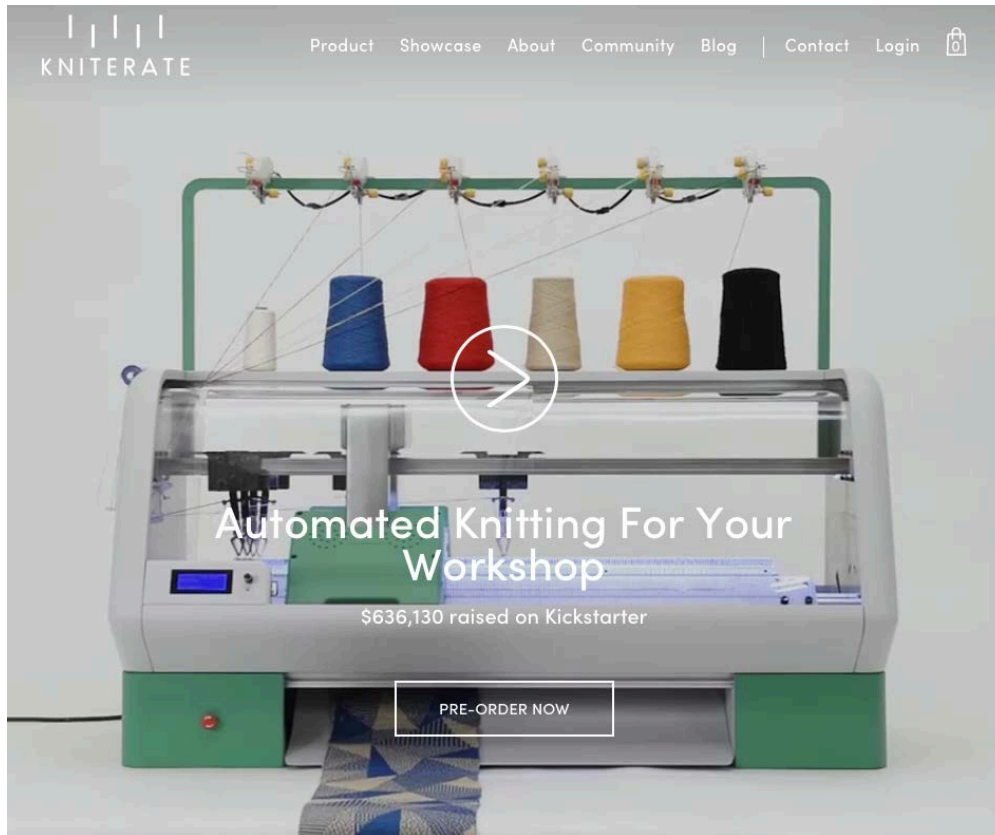 KNITERATE
Product Showcase About Community Blog Contact Login 0
Automated Knitting For Your
Workshop
$636,130 raised on Kickstarter
PRE-ORDER NOW